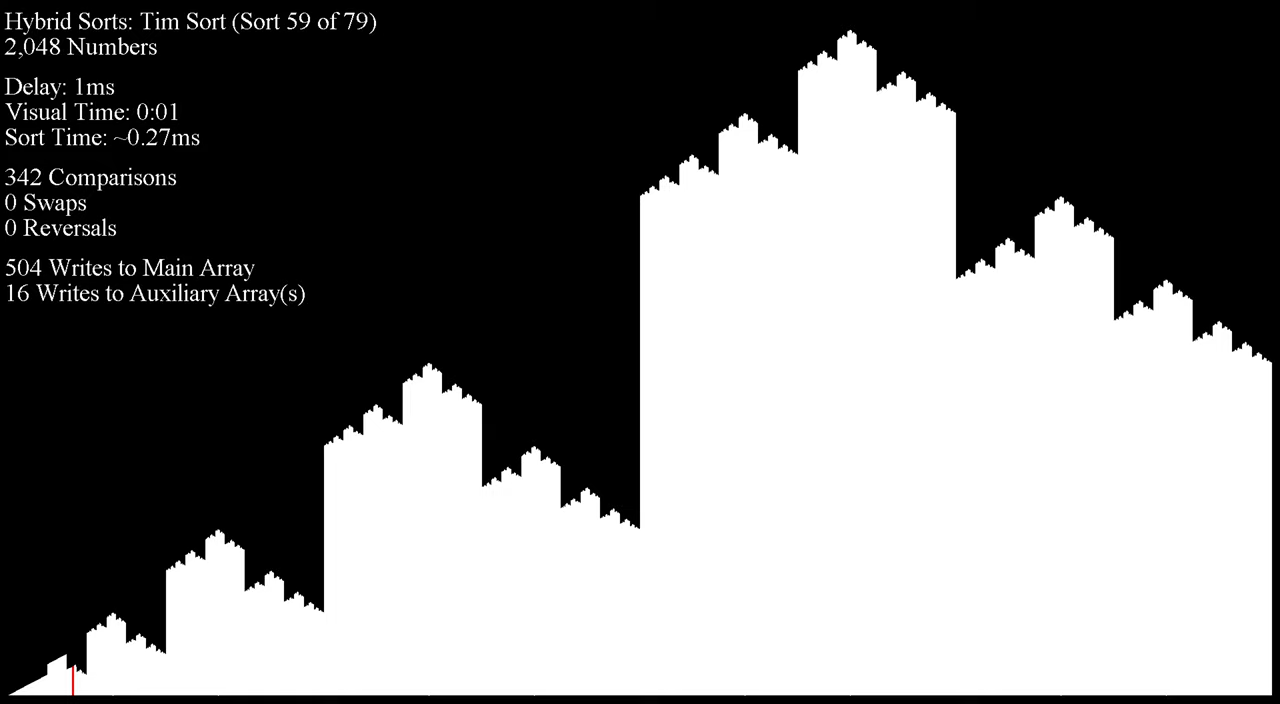 Hybrid Sorts: Tim Sort (Sort 59 of 79)
2,048 Numbers
Delay: 1ms
Visual Time: 0:01
Sort Time: ~0.27ms
342 Comparisons
0 Swaps
0 Reversals
504 Writes to Main Array
16 Writes to Auxiliary Array(s)